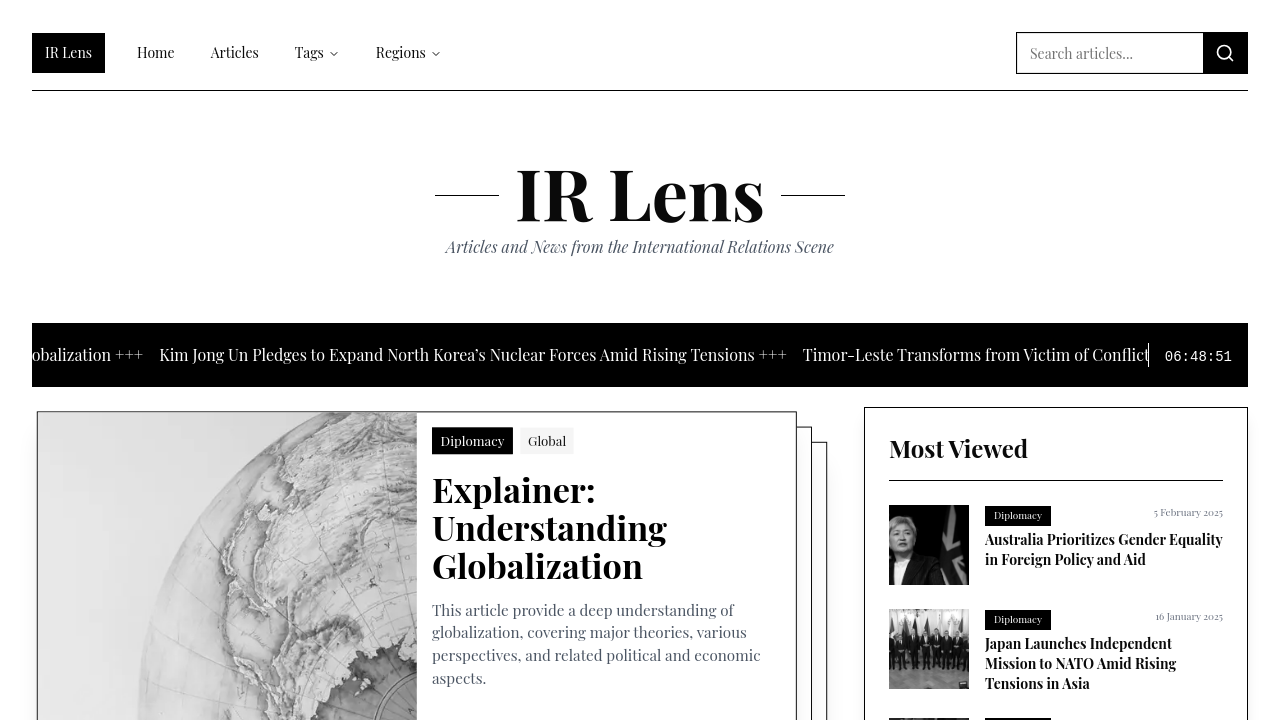 IR Lens
Home
Articles
Tags
Regions
Search articles...
IR Lens
Articles and News from the International Relations Scene
obalization +++ Kim Jong Un Pledges to Expand North Korea’s Nuclear Forces Amid Rising Tensions +++ Timor-Leste Transforms from Victim of Conflict
06:48:51
Diplomacy
Global
Explainer:
Understanding
Globalization
This article provide a deep understanding of
globalization, covering major theories, various
perspectives, and related political and economic
aspects.
Most Viewed
Diplomacy
5 February 2025
Australia Prioritizes Gender Equality
in Foreign Policy and Aid
Diplomacy
16 January 2025
Japan Launches Independent
Mission to NATO Amid Rising
Tensions in Asia